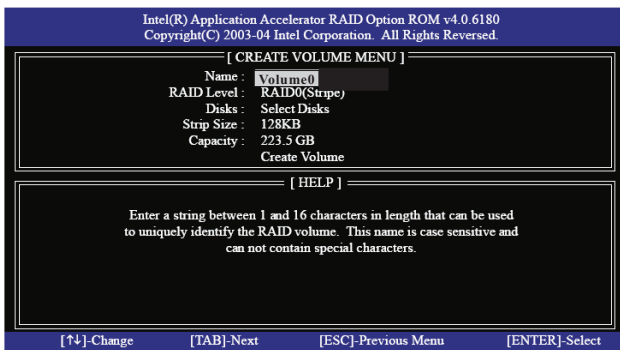 Intel(R) Application Accelerator RAID Option ROM v4.0.6180
Copyright(C) 2003-04 Intel Corporation. All Rights Reversed.
[ CREATE VOLUME MENU ]
Name : Volume0
RAID Level : RAID0(Stripe)
Disks : Select Disks
Strip Size : 128KB
Capacity : 223.5 GB
Create Volume
[ HELP ]
Enter a string between 1 and 16 characters in length that can be used
to uniquely identify the RAID volume. This name is case sensitive and
can not contain special characters.
[↑↓]-Change [TAB]-Next [ESC]-Previous Menu [ENTER]-Select